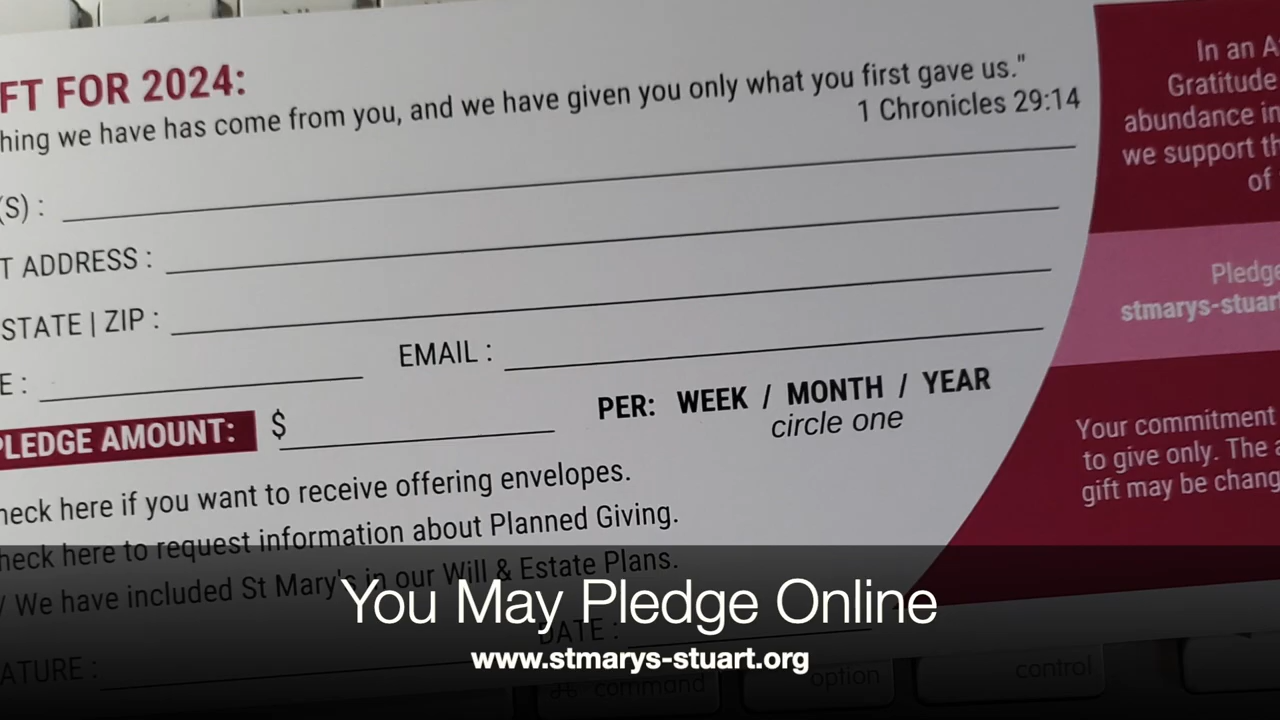 FT FOR 2024:
hing we have has come from you, and we have given you only what you first gave us."
1 Chronicles 29:14
(S) :
T ADDRESS :
STATE | ZIP :
E :
EMAIL :
PLEDGE AMOUNT: $
PER: WEEK / MONTH / YEAR
circle one
heck here if you want to receive offering envelopes.
heck here to request information about Planned Giving.
/ We have included St Mary's in our Will & Estate Plans.
ATURE :
DATE :
In an A
Gratitude
abundance in
we support th
of
Pledge
stmarys-stuart
Your commitment
to give only. The a
gift may be chang
You May Pledge Online
www.stmarys-stuart.org
⌘ command
option
control